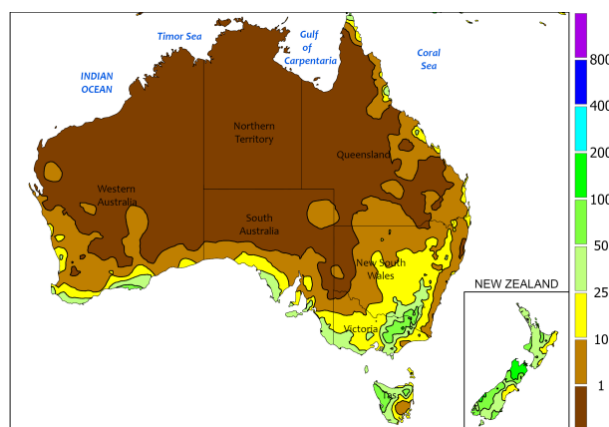 Timor Sea
Gulf
of
Carpentaria
Coral
Sea
INDIAN
OCEAN
Northern
Territory
Queensland
Western
Australia
South
Australia
New South
Wales
Victoria
Tas
NEW ZEALAND
800
400
200
100
50
25
10
1